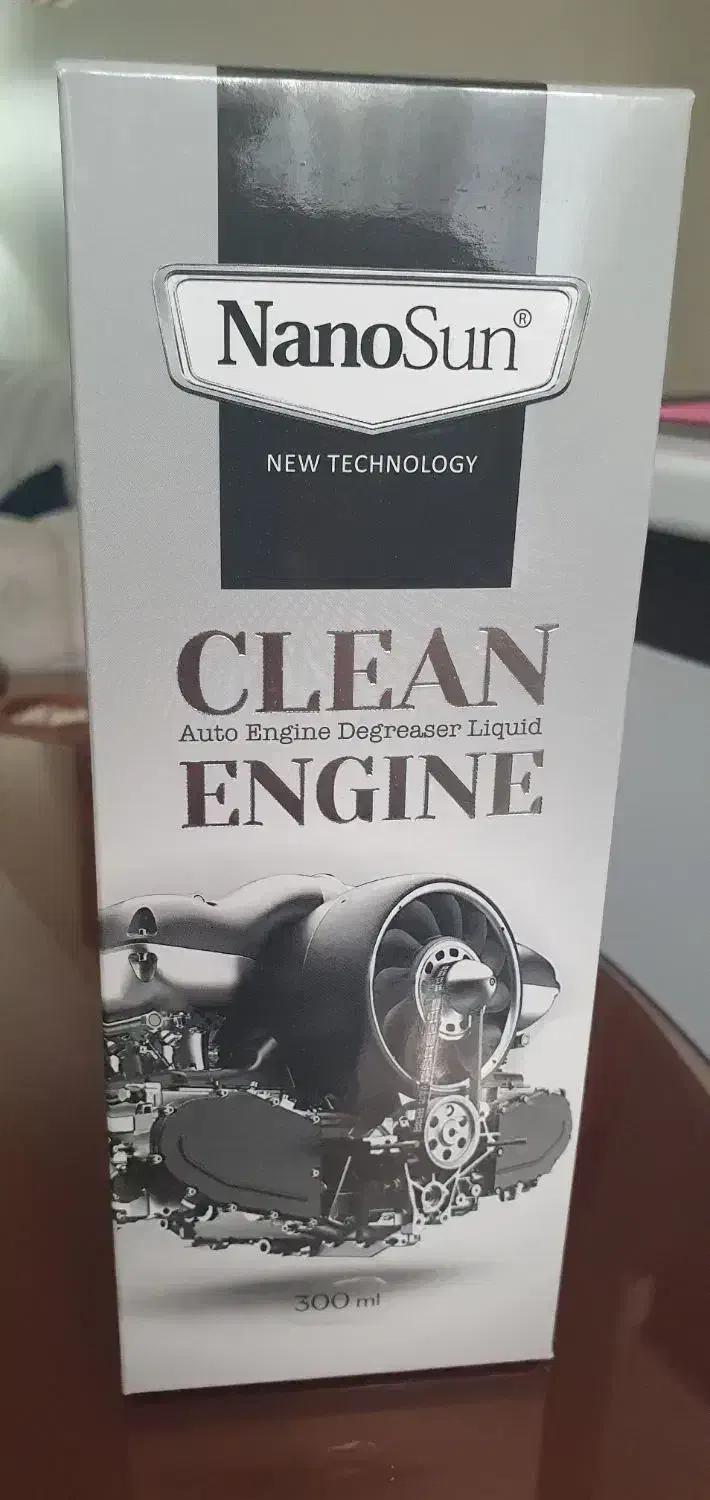 NanoSun®
NEW TECHNOLOGY
CLEAN
Auto Engine Degreaser Liquid
ENGINE
300 ml